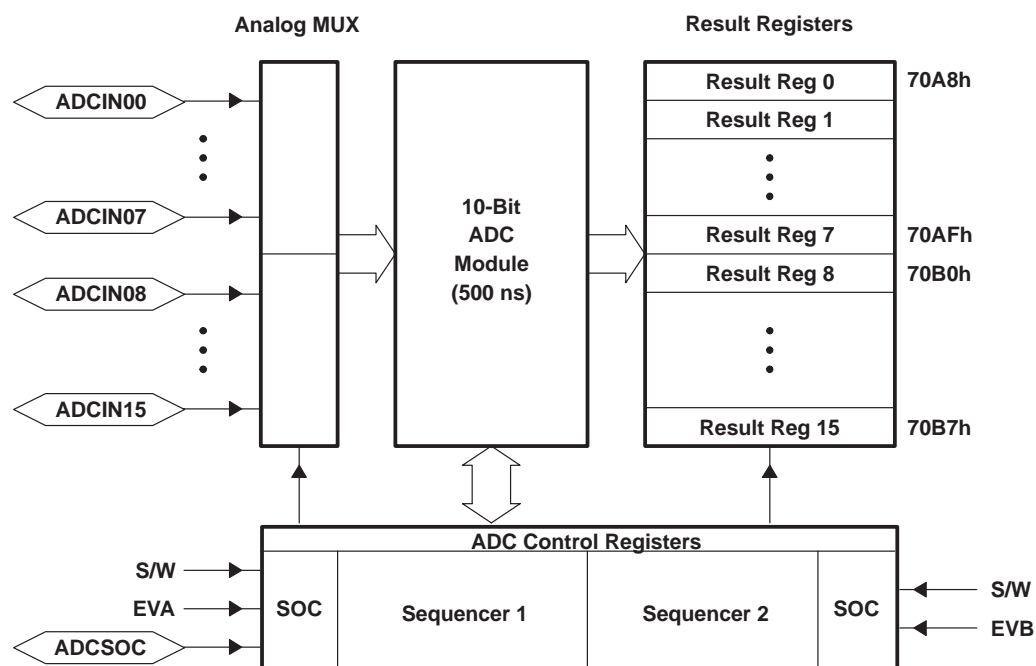 Analog MUX
Result Registers
ADCIN00
ADCIN07
ADCIN08
ADCIN15
10-Bit
ADC
Module
(500 ns)
Result Reg 0
70A8h
Result Reg 1
Result Reg 7
70AFh
Result Reg 8
70B0h
Result Reg 15
70B7h
ADC Control Registers
S/W
EVA
ADCSOC
SOC
Sequencer 1
Sequencer 2
SOC
S/W
EVB